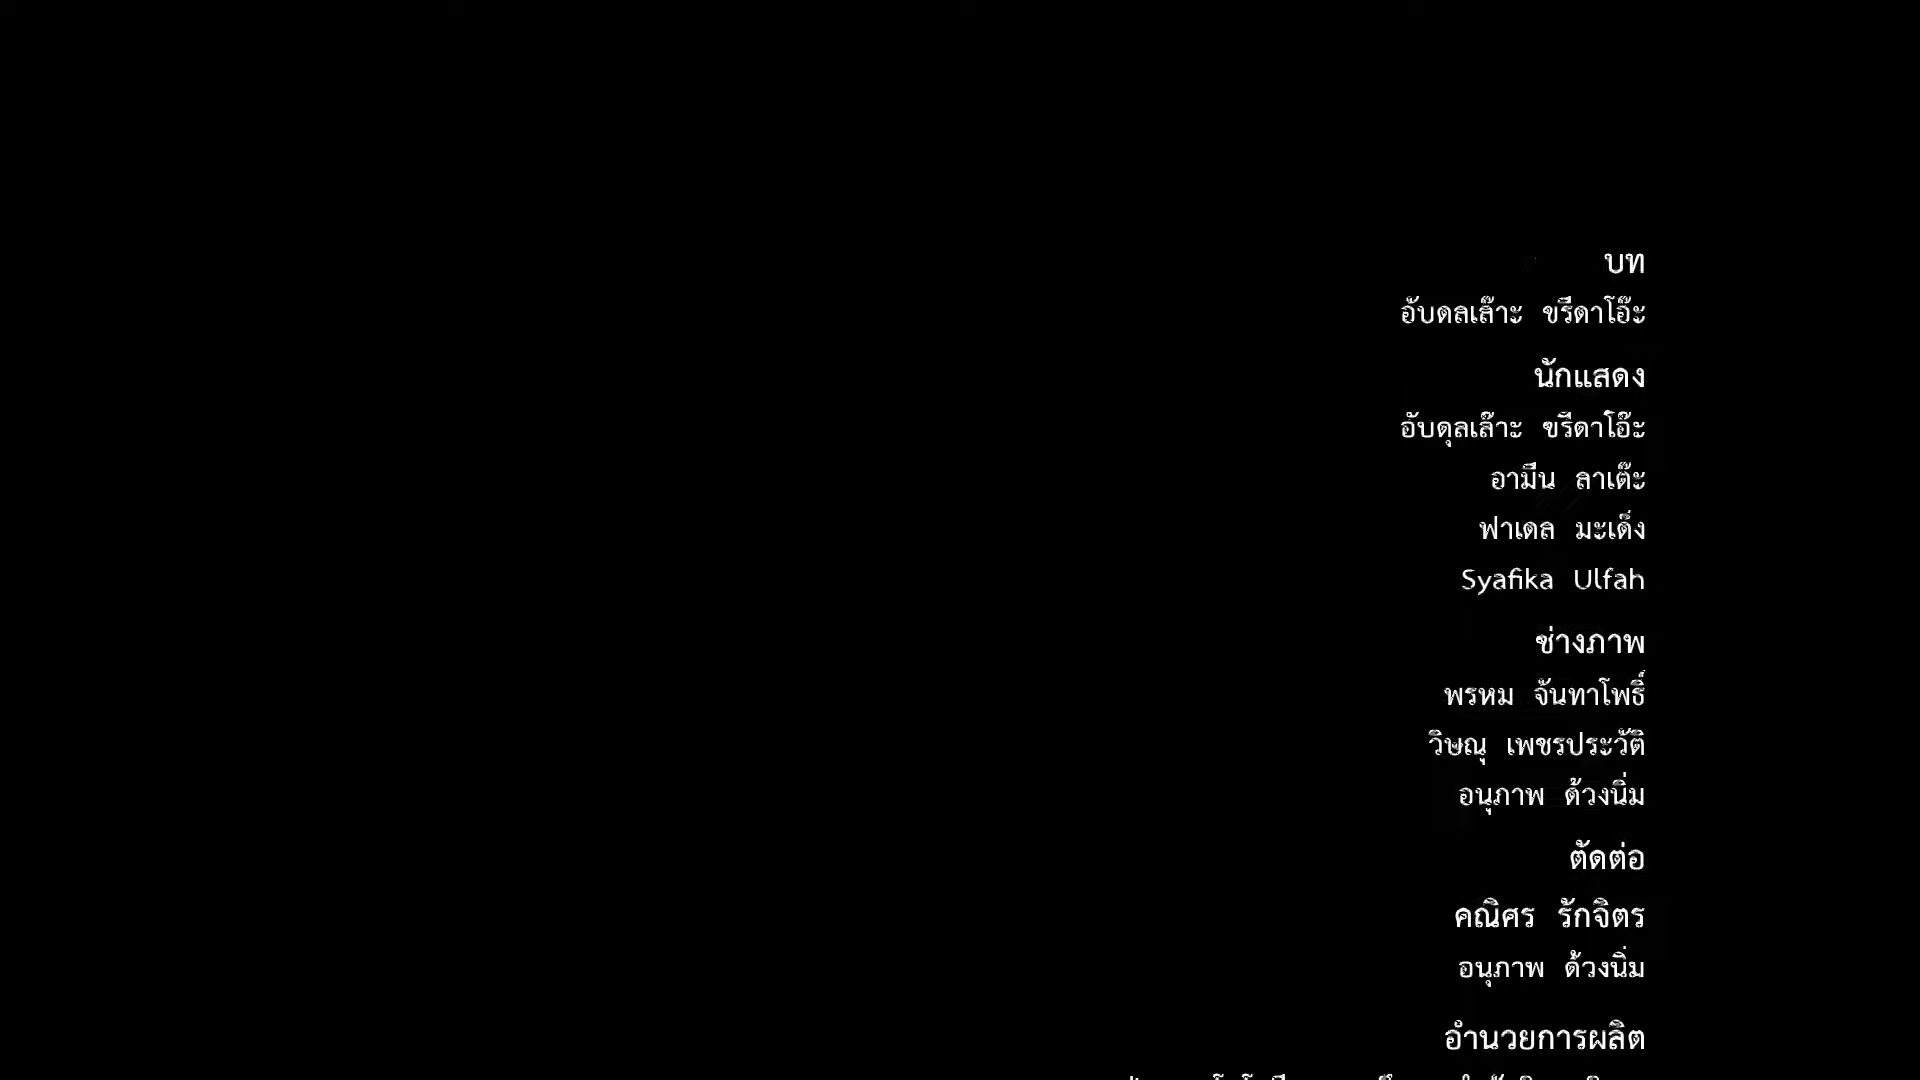 บท
อับดลเล๊าะ ขรีดาโอ๊ะ
นักแสดง
อับดุลเล๊าะ ขรีดาโอ๊ะ
อามีน ลาเต๊ะ
ฟาเดล มะเด็ง
Syafika Ulfah
ช่างภาพ
พรหม จันทาโพธิ์
วิษณุ เพชรประวัติ
อนุภาพ ด้วงนิ่ม
ตัดต่อ
คณิศร รักจิตร
อนุภาพ ด้วงนิ่ม
อำนวยการผลิต